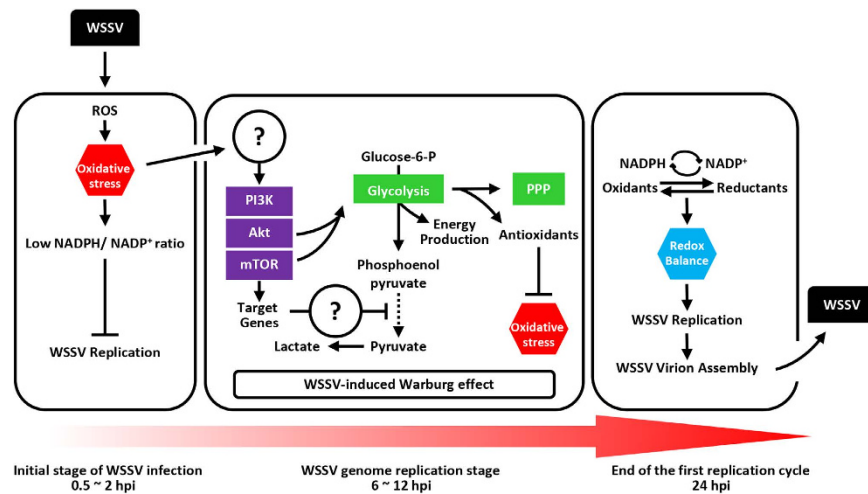 WSSV
ROS
Oxidative
stress
Low NADPH/ NADP⁺ ratio
WSSV Replication
?
PI3K
Akt
mTOR
Target
Genes
?
Glucose-6-P
Glycolysis
Energy
Production
Phosphoenol
pyruvate
Lactate
Pyruvate
PPP
Antioxidants
Oxidative
stress
WSSV-induced Warburg effect
NADPH
NADP⁺
Oxidants
Reductants
Redox
Balance
WSSV Replication
WSSV Virion Assembly
WSSV
Initial stage of WSSV infection
0.5 ~ 2 hpi
WSSV genome replication stage
6 ~ 12 hpi
End of the first replication cycle
24 hpi